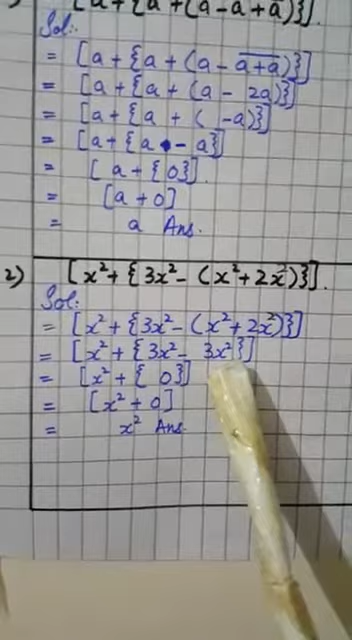 [a + {a + (a - a + a)}].
Sol:
= [a + {a + (a - \overline{a+a})}]
= [a + {a + (a - 2a)}]
= [a + {a + ( -a)}]
= [a + {a - a}]
= [a + {0}]
= [a + 0]
= a Ans.
2) [x² + {3x² - (x² + 2x²)}].
Sol:
= [x² + {3x² - (x² + 2x²)}]
= [x² + {3x² - 3x²}]
= [x² + { 0}]
= [x² + 0]
= x² Ans